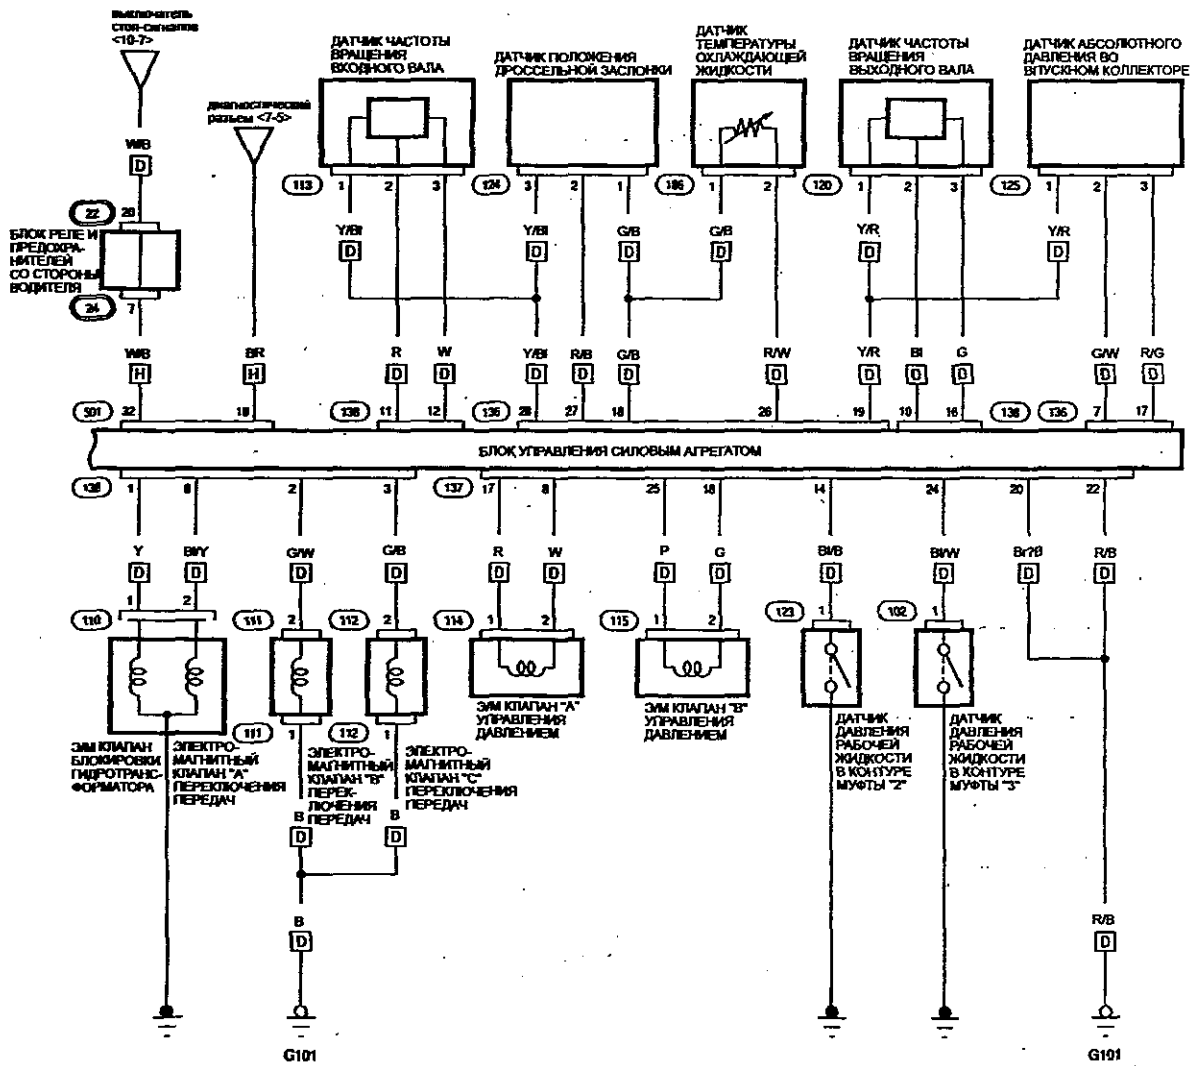 выключатель
стоп-сигналов
<10-7>
диагностический
разъем <7-5>
ДАТЧИК ЧАСТОТЫ
ВРАЩЕНИЯ
ВХОДНОГО ВАЛА
ДАТЧИК ПОЛОЖЕНИЯ
ДРОССЕЛЬНОЙ ЗАСЛОНКИ
ДАТЧИК
ТЕМПЕРАТУРЫ
ОХЛАЖДАЮЩЕЙ
ЖИДКОСТИ
ДАТЧИК ЧАСТОТЫ
ВРАЩЕНИЯ
ВЫХОДНОГО ВАЛА
ДАТЧИК АБСОЛЮТНОГО
ДАВЛЕНИЯ ВО
ВПУСКНОМ КОЛЛЕКТОРЕ
W/B
D
113 1 2 3
124 3 2 1
186 1 2
120 1 2 3
125 1 2 3
22
БЛОК РЕЛЕ И
ПРЕДОХРА-
НИТЕЛЕЙ
СО СТОРОНЫ
ВОДИТЕЛЯ
24 7
Y/Bl Y/Bl G/B G/B Y/R Y/R
D D D D D D
W/B BR R W Y/Bl R/B G/B R/W Y/R Bl G G/W R/G
H H D D D D D D D D D D D
501 32 138 11 12 136 27 18 26 19 10 16 138 136 7 17
БЛОК УПРАВЛЕНИЯ СИЛОВЫМ АГРЕГАТОМ
138 1 2 3 137 17 8 25 18 14 24 20 22
Y Bl/Y G/W G/B R W P G Bl/B Bl/W Br?B R/B
D D D D D D D D D D D D
110 1 2 111 2 112 2 114 1 2 115 1 2 123 1 102 1
111 1 112 1
Э/М КЛАПАН
БЛОКИРОВКИ
ГИДРОТРАНС-
ФОРМАТОРА
ЭЛЕКТРО-
МАГНИТНЫЙ
КЛАПАН "А"
ПЕРЕКЛЮЧЕНИЯ
ПЕРЕДАЧ
ЭЛЕКТРО-
МАГНИТНЫЙ
КЛАПАН "В"
ПЕРЕК-
ЛЮЧЕНИЯ
ПЕРЕДАЧ
ЭЛЕКТРО-
МАГНИТНЫЙ
КЛАПАН "С"
ПЕРЕКЛЮЧЕНИЯ
ПЕРЕДАЧ
Э/М КЛАПАН "А"
УПРАВЛЕНИЯ
ДАВЛЕНИЕМ
Э/М КЛАПАН "В"
УПРАВЛЕНИЯ
ДАВЛЕНИЕМ
ДАТЧИК
ДАВЛЕНИЯ
РАБОЧЕЙ
ЖИДКОСТИ
В КОНТУРЕ
МУФТЫ "2"
ДАТЧИК
ДАВЛЕНИЯ
РАБОЧЕЙ
ЖИДКОСТИ
В КОНТУРЕ
МУФТЫ "3"
B B
D D
B R/B
D D
G101 G101